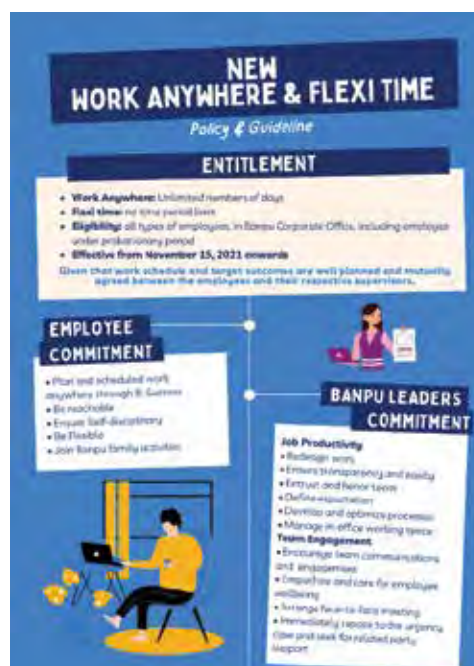 NEW
WORK ANYWHERE & FLEXI TIME
Policy & Guideline
ENTITLEMENT
• Work Anywhere: Unlimited numbers of days
• Flexi time: no time period
• Eligibility: all types of employees, in Banpu Corporate Office, including employee
under probationary period
• Effective from November 15, 2021 onwards
Given that work schedule and target outcomes are well planned and mutually
agreed between the employees and their respective supervisors.
EMPLOYEE
COMMITMENT
• Plan and scheduled work
anywhere through
• Be reachable
• Ensure Self-disciplinary
• Be Flexible
• Join Banpu family activities
BANPU LEADERS
COMMITMENT
Job Productivity
• Redesign work
• Ensure transparency and equity
• Entrust and honor team
• Define expectation
• Develop and optimize processes
• Manage in office working space
Team Engagement
• Encourage team communications
and engagement
• Empathize and care for employee
wellbeing
• Arrange face-to-face meeting
• Immediately to the urgency
case and seek for related party
support